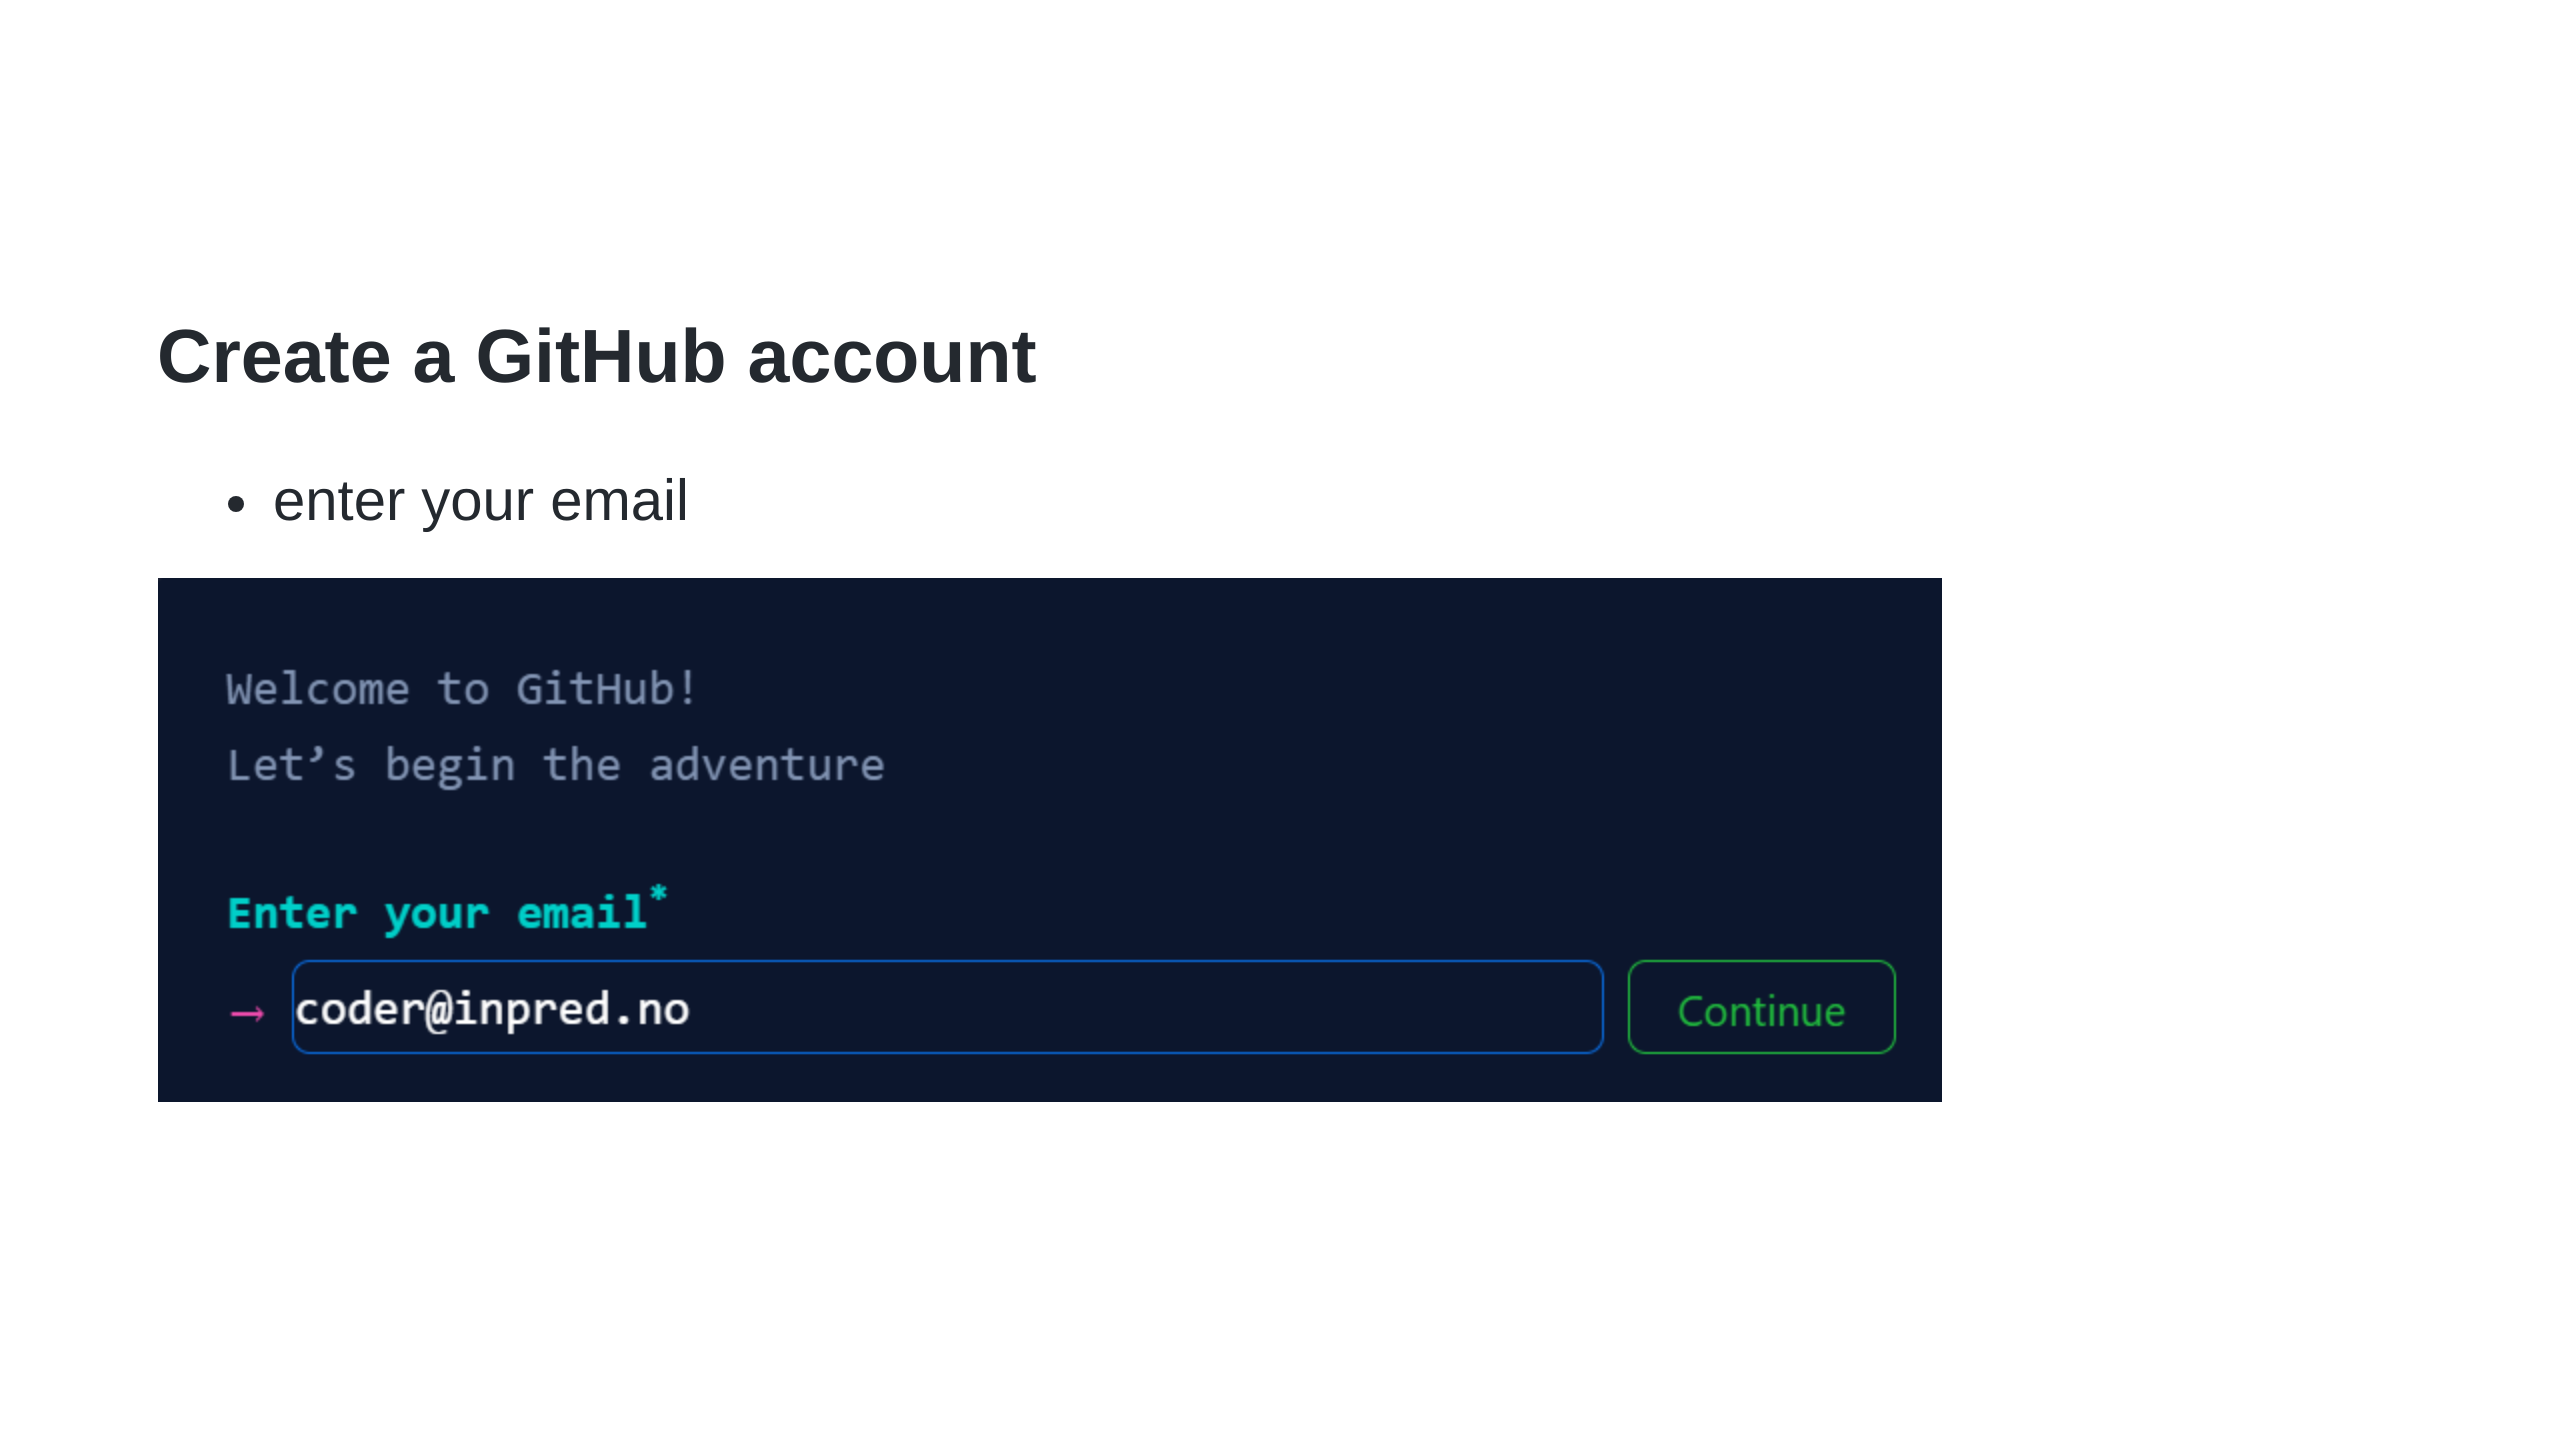 Create a GitHub account
• enter your email
Welcome to GitHub!
Let’s begin the adventure
Enter your email*
→ coder@inpred.no Continue